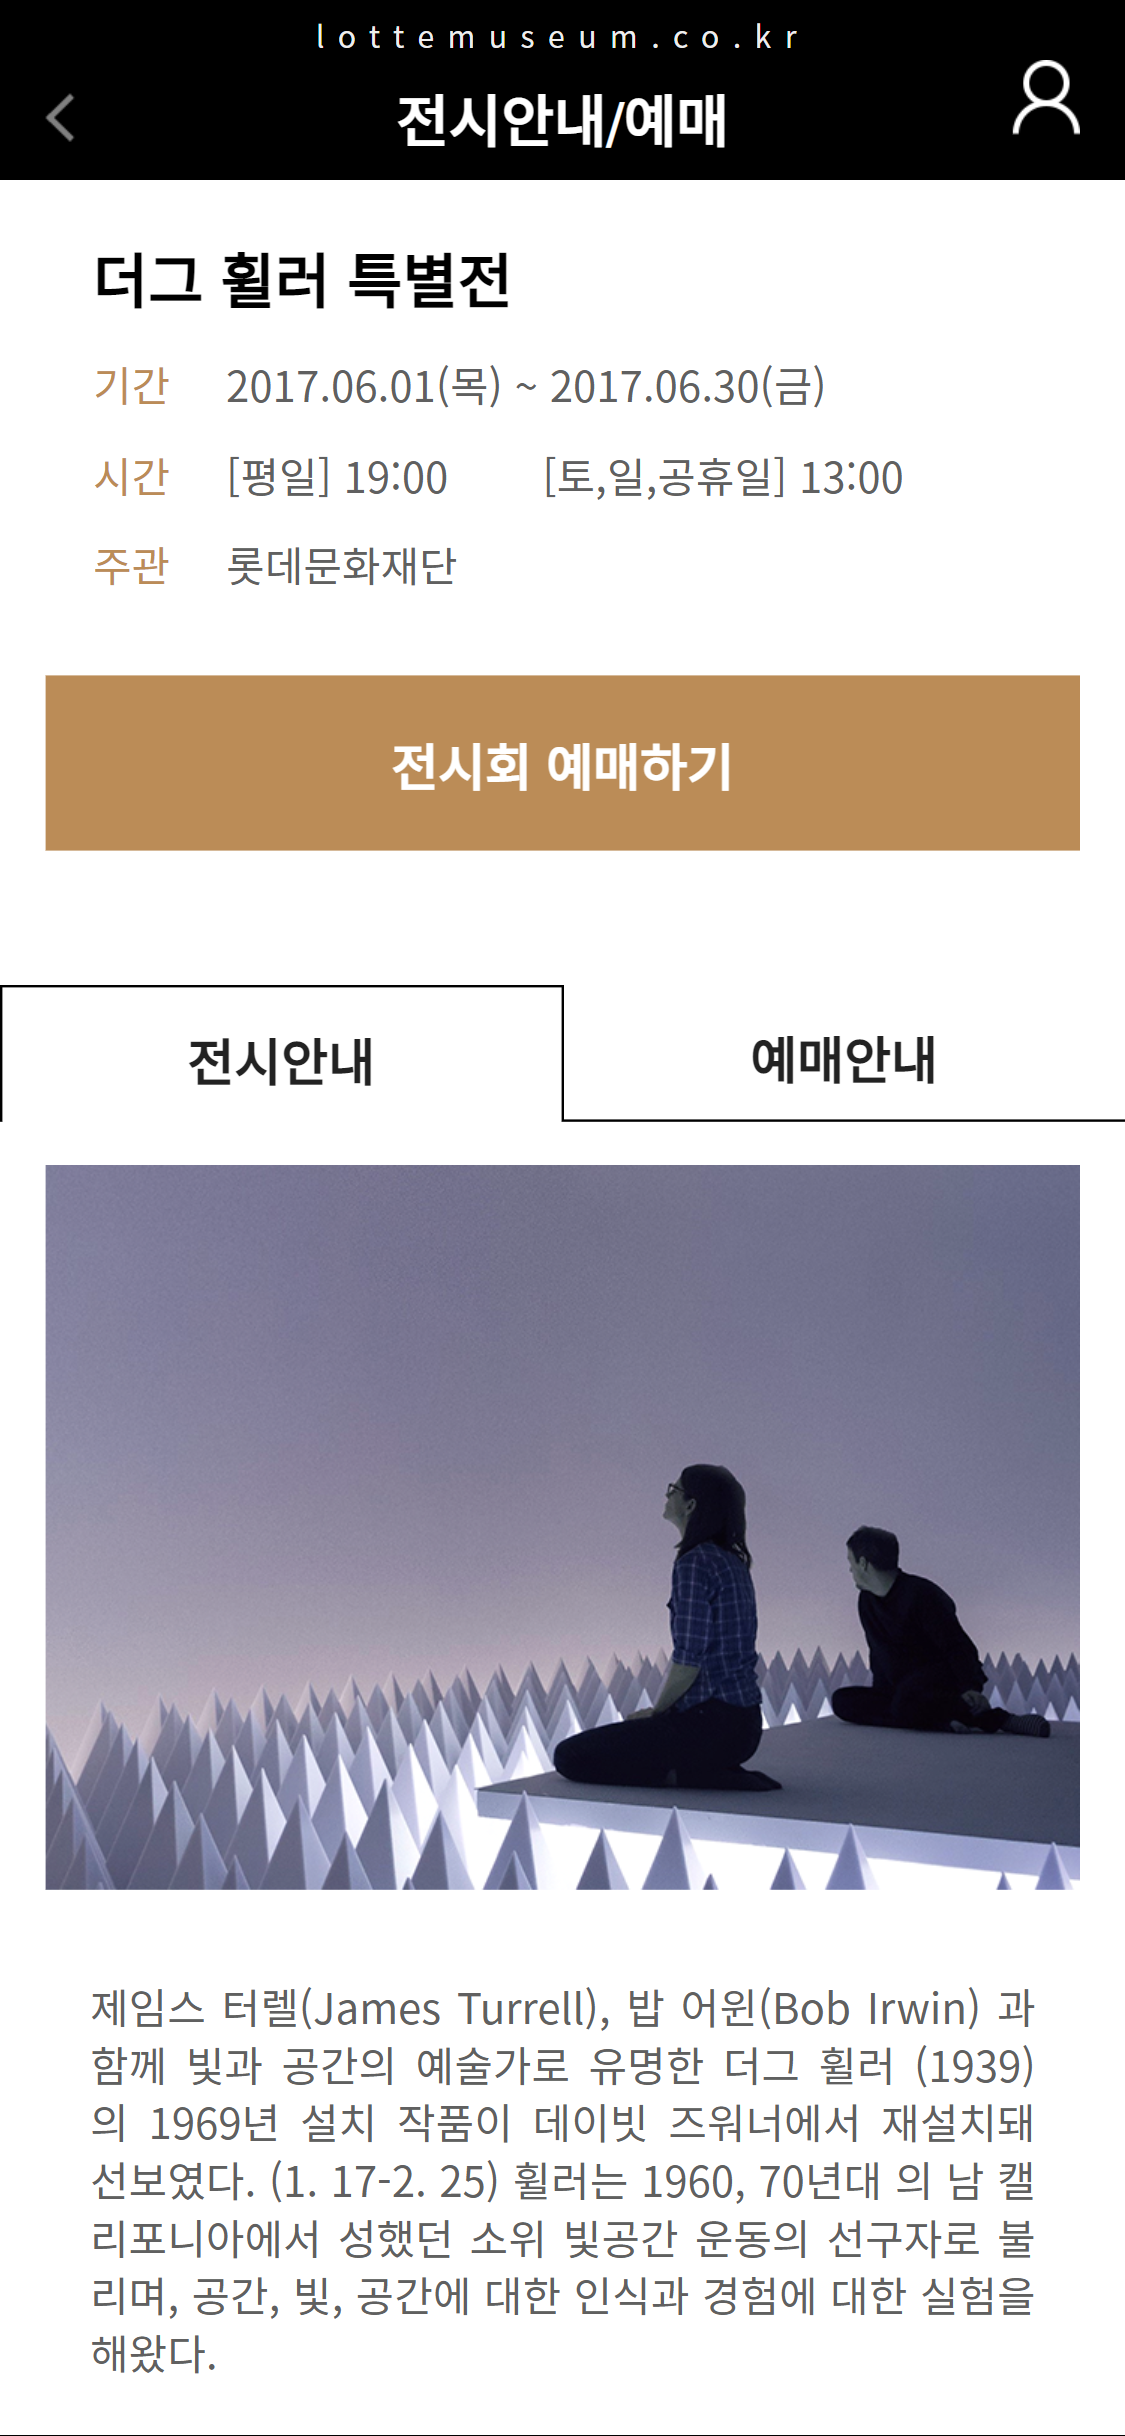 lottemuseum.co.kr
전시안내/예매
더그 휠러 특별전
기간 2017.06.01(목) ~ 2017.06.30(금)
시간 [평일] 19:00 [토,일,공휴일] 13:00
주관 롯데문화재단
전시회 예매하기
전시안내 예매안내
제임스 터렐(James Turrell), 밥 어윈(Bob Irwin) 과
함께 빛과 공간의 예술가로 유명한 더그 휠러 (1939)
의 1969년 설치 작품이 데이빗 즈워너에서 재설치돼
선보였다. (1. 17-2. 25) 휠러는 1960, 70년대 의 남 캘
리포니아에서 성했던 소위 빛공간 운동의 선구자로 불
리며, 공간, 빛, 공간에 대한 인식과 경험에 대한 실험을
해왔다.